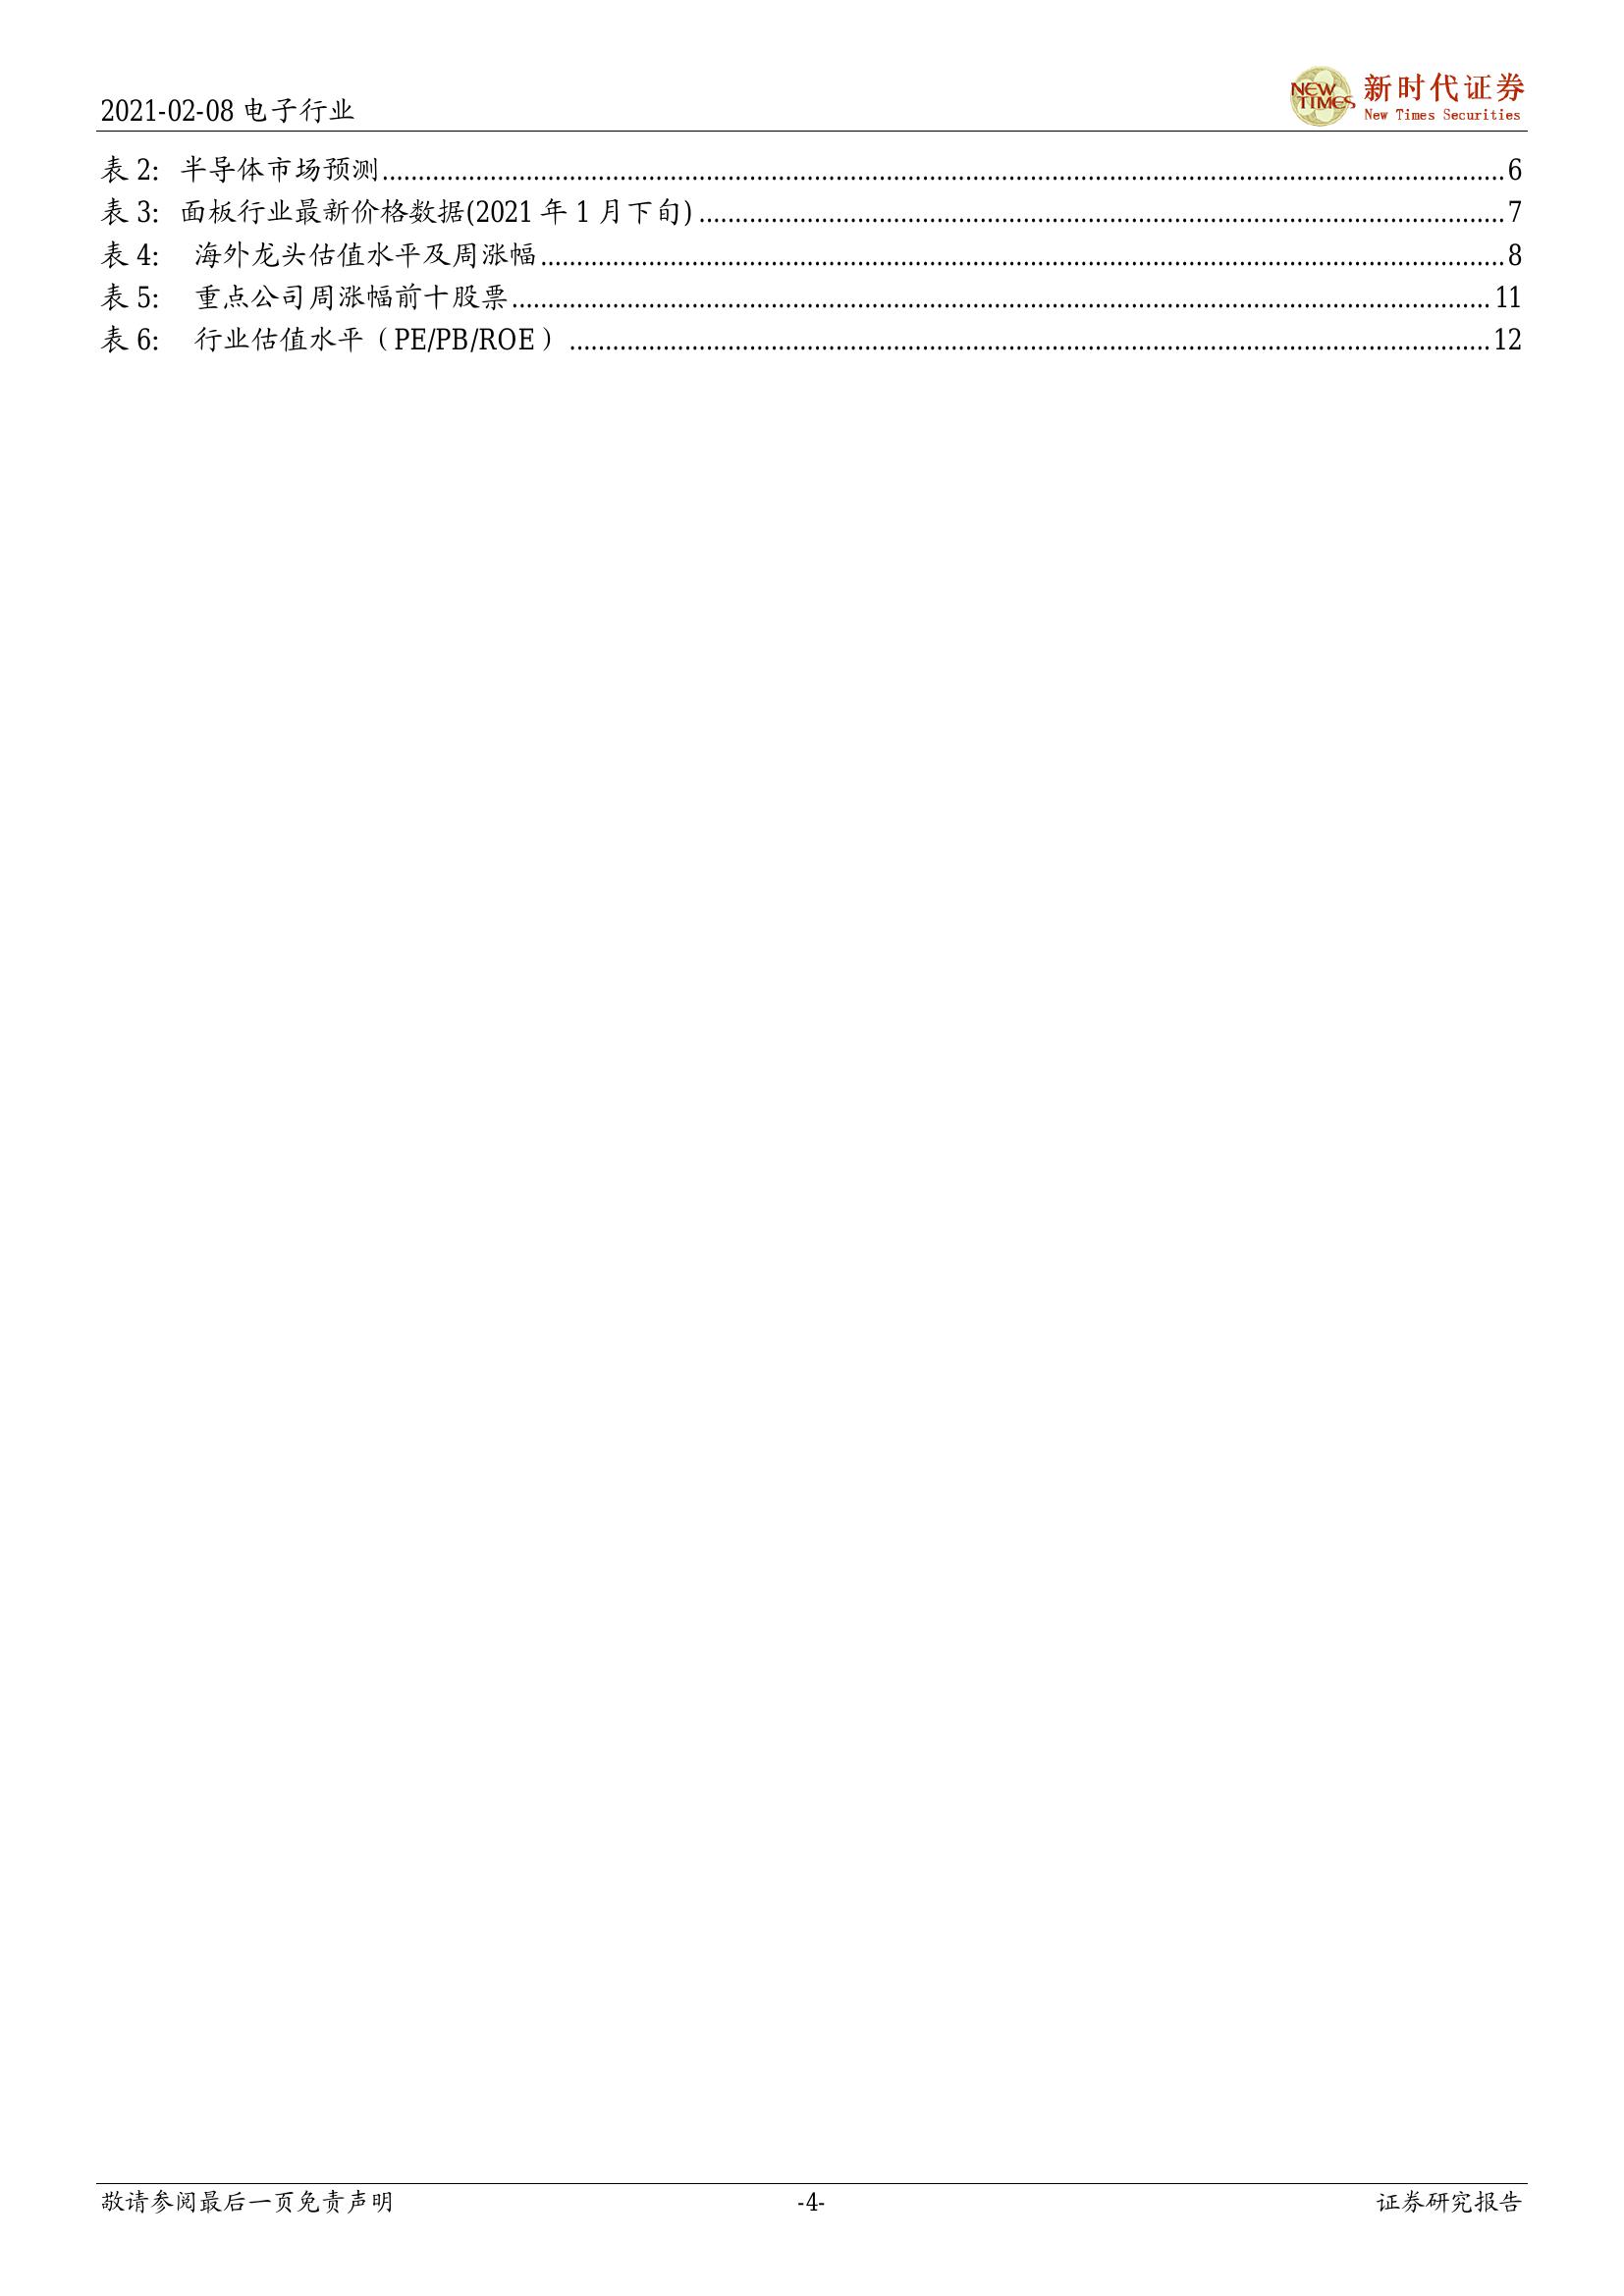 2021-02-08 电子行业
NEW TIMES 新时代证券
New Times Securities
表 2: 半导体市场预测 6
表 3: 面板行业最新价格数据(2021 年 1 月下旬) 7
表 4: 海外龙头估值水平及周涨幅 8
表 5: 重点公司周涨幅前十股票 11
表 6: 行业估值水平（PE/PB/ROE） 12
敬请参阅最后一页免责声明 -4- 证券研究报告